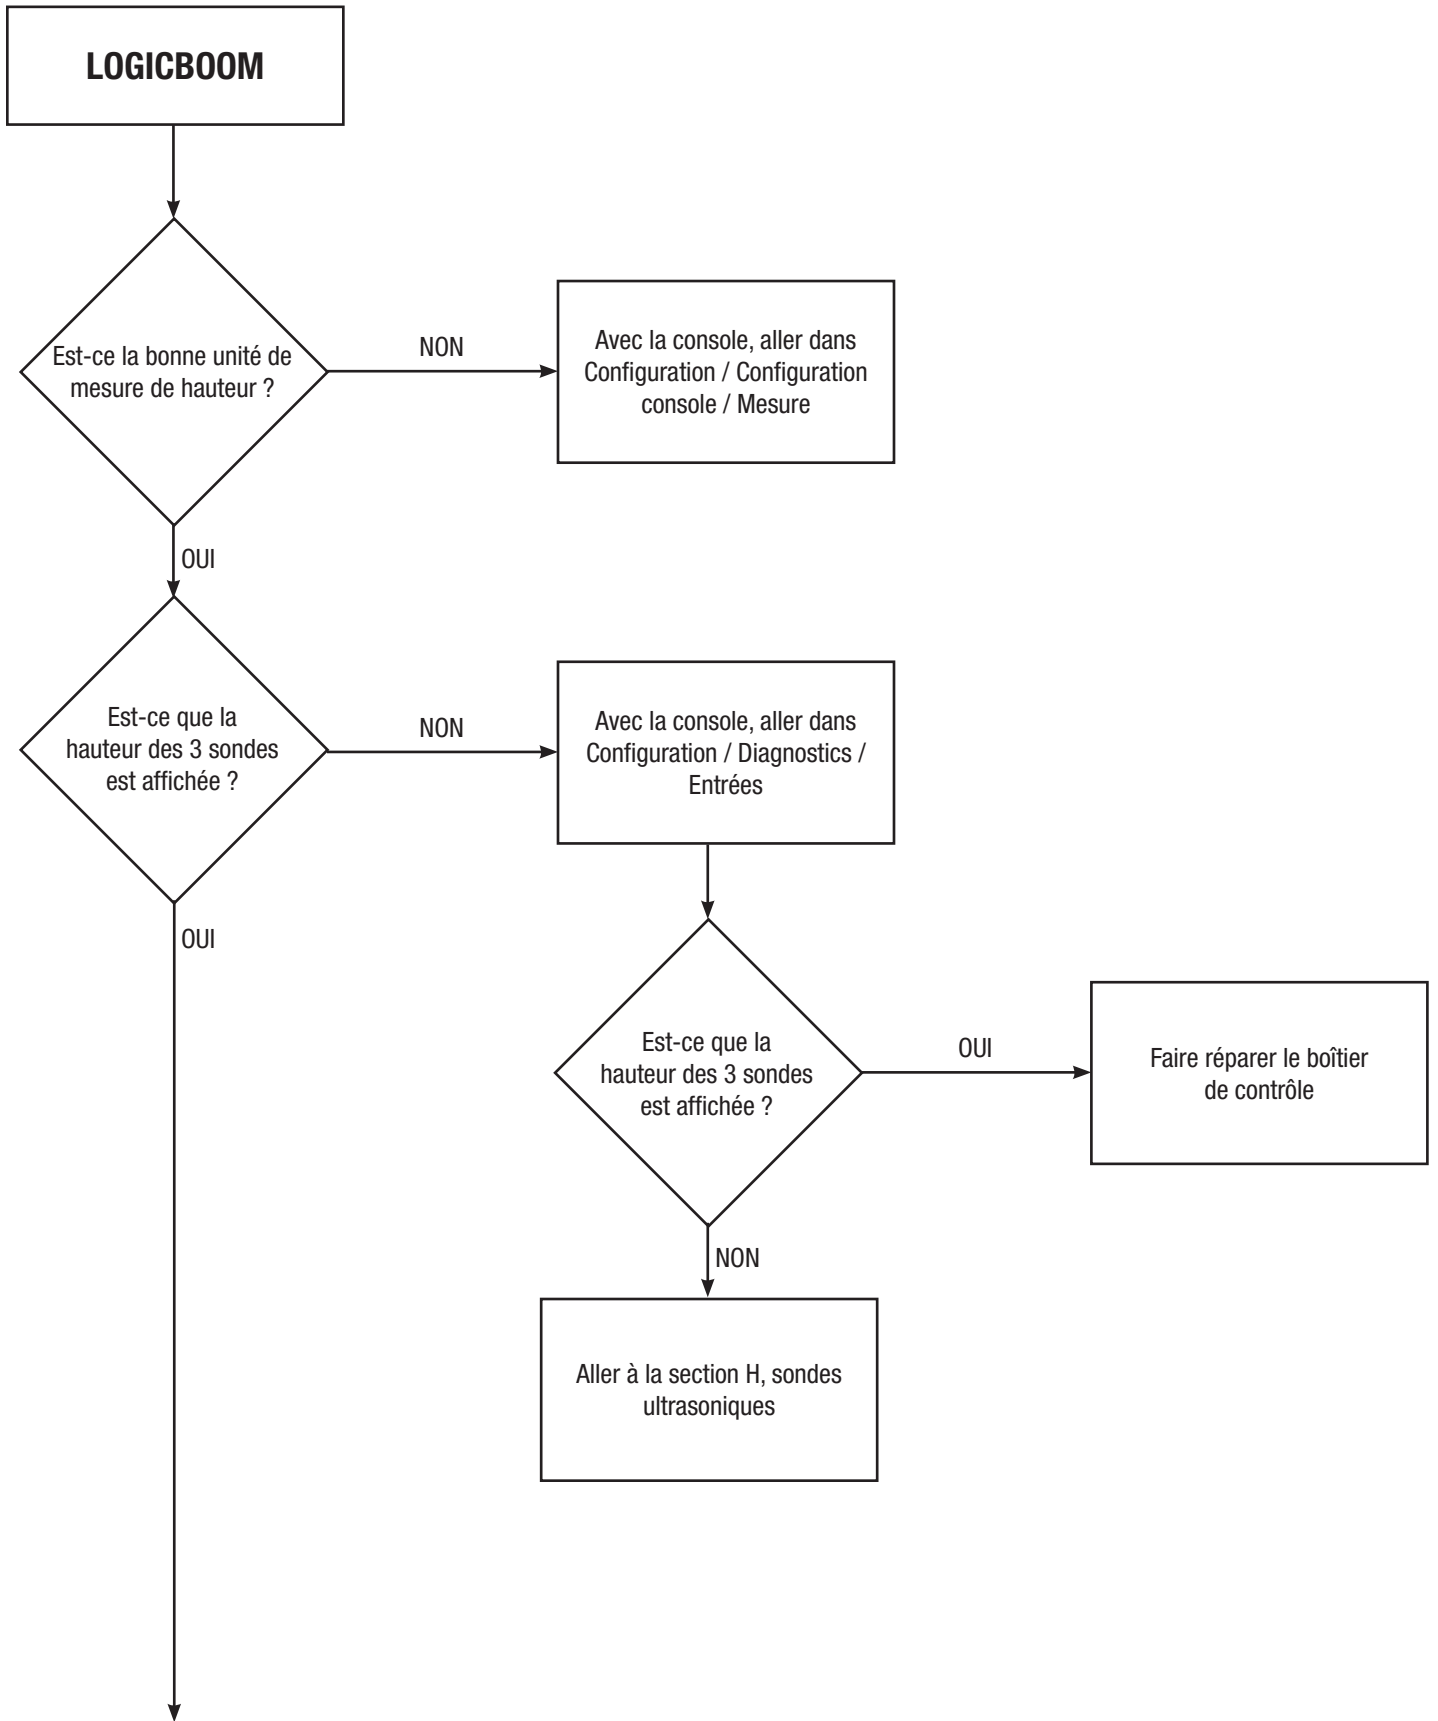 LOGICBOOM
Est-ce la bonne unité de
mesure de hauteur ?
NON
Avec la console, aller dans
Configuration / Configuration
console / Mesure
OUI
Est-ce que la
hauteur des 3 sondes
est affichée ?
NON
Avec la console, aller dans
Configuration / Diagnostics /
Entrées
OUI
Est-ce que la
hauteur des 3 sondes
est affichée ?
OUI
Faire réparer le boîtier
de contrôle
NON
Aller à la section H, sondes
ultrasoniques